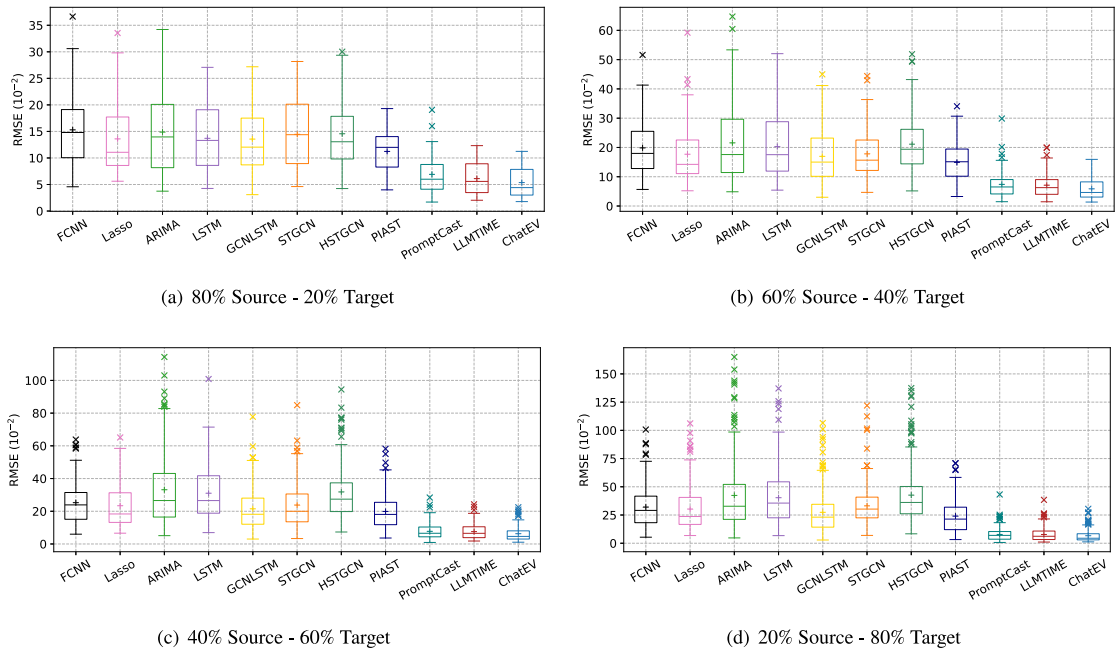 RMSE (10⁻²)
35
30
25
20
15
10
5
0
FCNN Lasso ARIMA LSTM GCNLSTM STGCN HSTGCN PIAST PromptCast LLMTIME ChatEV
(a) 80% Source - 20% Target
RMSE (10⁻²)
60
50
40
30
20
10
0
FCNN Lasso ARIMA LSTM GCNLSTM STGCN HSTGCN PIAST PromptCast LLMTIME ChatEV
(b) 60% Source - 40% Target
RMSE (10⁻²)
100
80
60
40
20
0
FCNN Lasso ARIMA LSTM GCNLSTM STGCN HSTGCN PIAST PromptCast LLMTIME ChatEV
(c) 40% Source - 60% Target
RMSE (10⁻²)
150
125
100
75
50
25
0
FCNN Lasso ARIMA LSTM GCNLSTM STGCN HSTGCN PIAST PromptCast LLMTIME ChatEV
(d) 20% Source - 80% Target